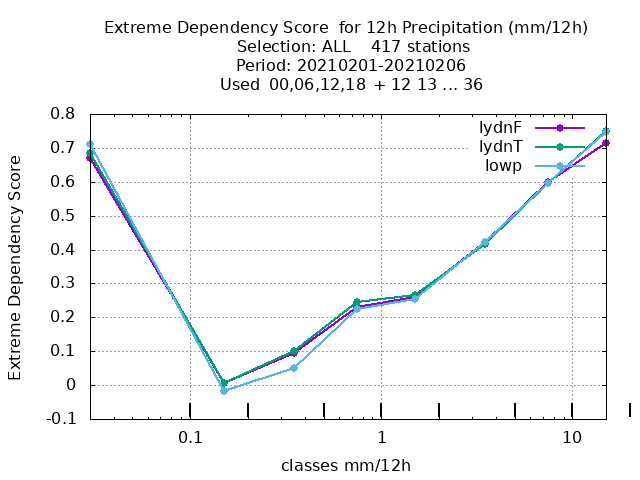 Extreme Dependency Score  for 12h Precipitation (mm/12h)
Selection: ALL    417 stations
Period: 20210201-20210206
Used  00,06,12,18  + 12 13 ... 36
lydnF
lydnT
lowp
0.8
0.7
0.6
0.5
0.4
0.3
0.2
0.1
0
-0.1
Extreme Dependency Score
0.1
1
10
classes mm/12h